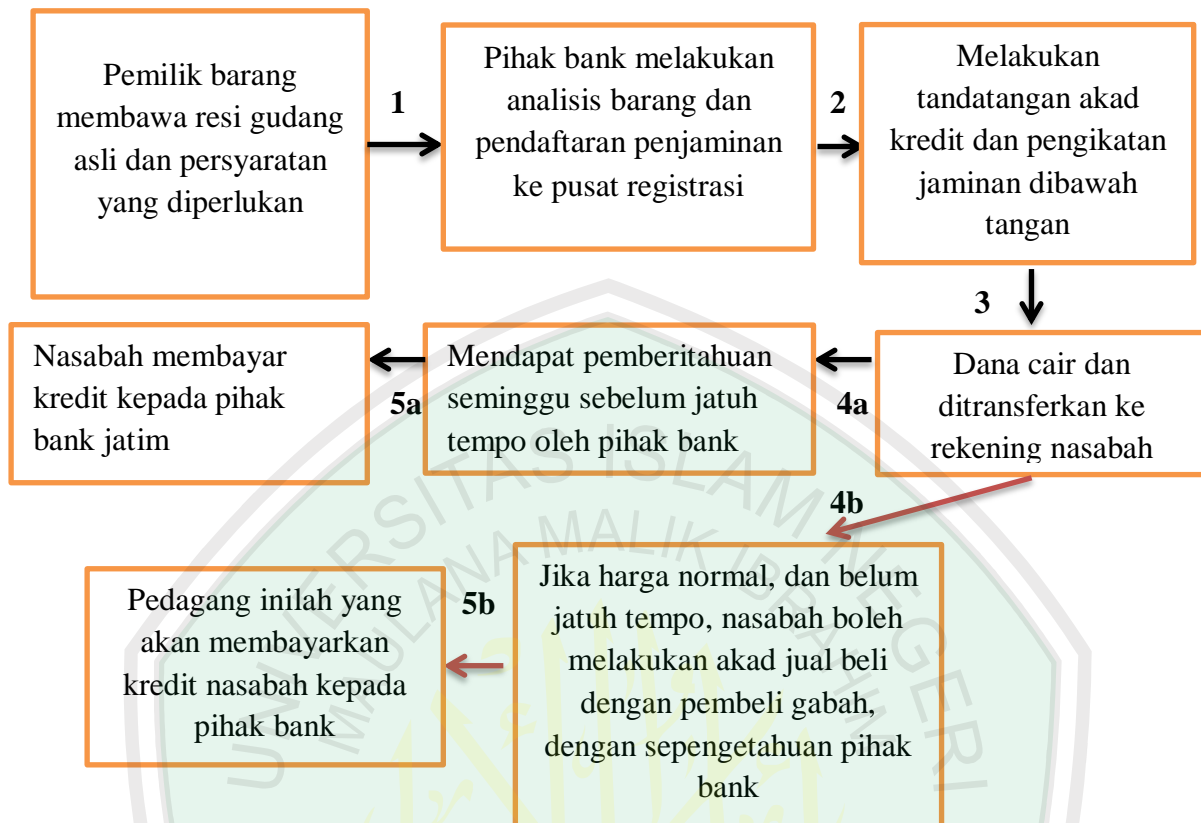 Pemilik barang
membawa resi gudang
asli dan persyaratan
yang diperlukan
1
Pihak bank melakukan
analisis barang dan
pendaftaran penjaminan
ke pusat registrasi
2
Melakukan
tandatangan akad
kredit dan pengikatan
jaminan dibawah
tangan
3
Dana cair dan
ditransferkan ke
rekening nasabah
4a
Mendapat pemberitahuan
seminggu sebelum jatuh
tempo oleh pihak bank
5a
Nasabah membayar
kredit kepada pihak
bank jatim
4b
Jika harga normal, dan belum
jatuh tempo, nasabah boleh
melakukan akad jual beli
dengan pembeli gabah,
dengan sepengetahuan pihak
bank
5b
Pedagang inilah yang
akan membayarkan
kredit nasabah kepada
pihak bank
UNIVERSITAS ISLAM NEGERI
MAULANA MALIK IBRAHIM